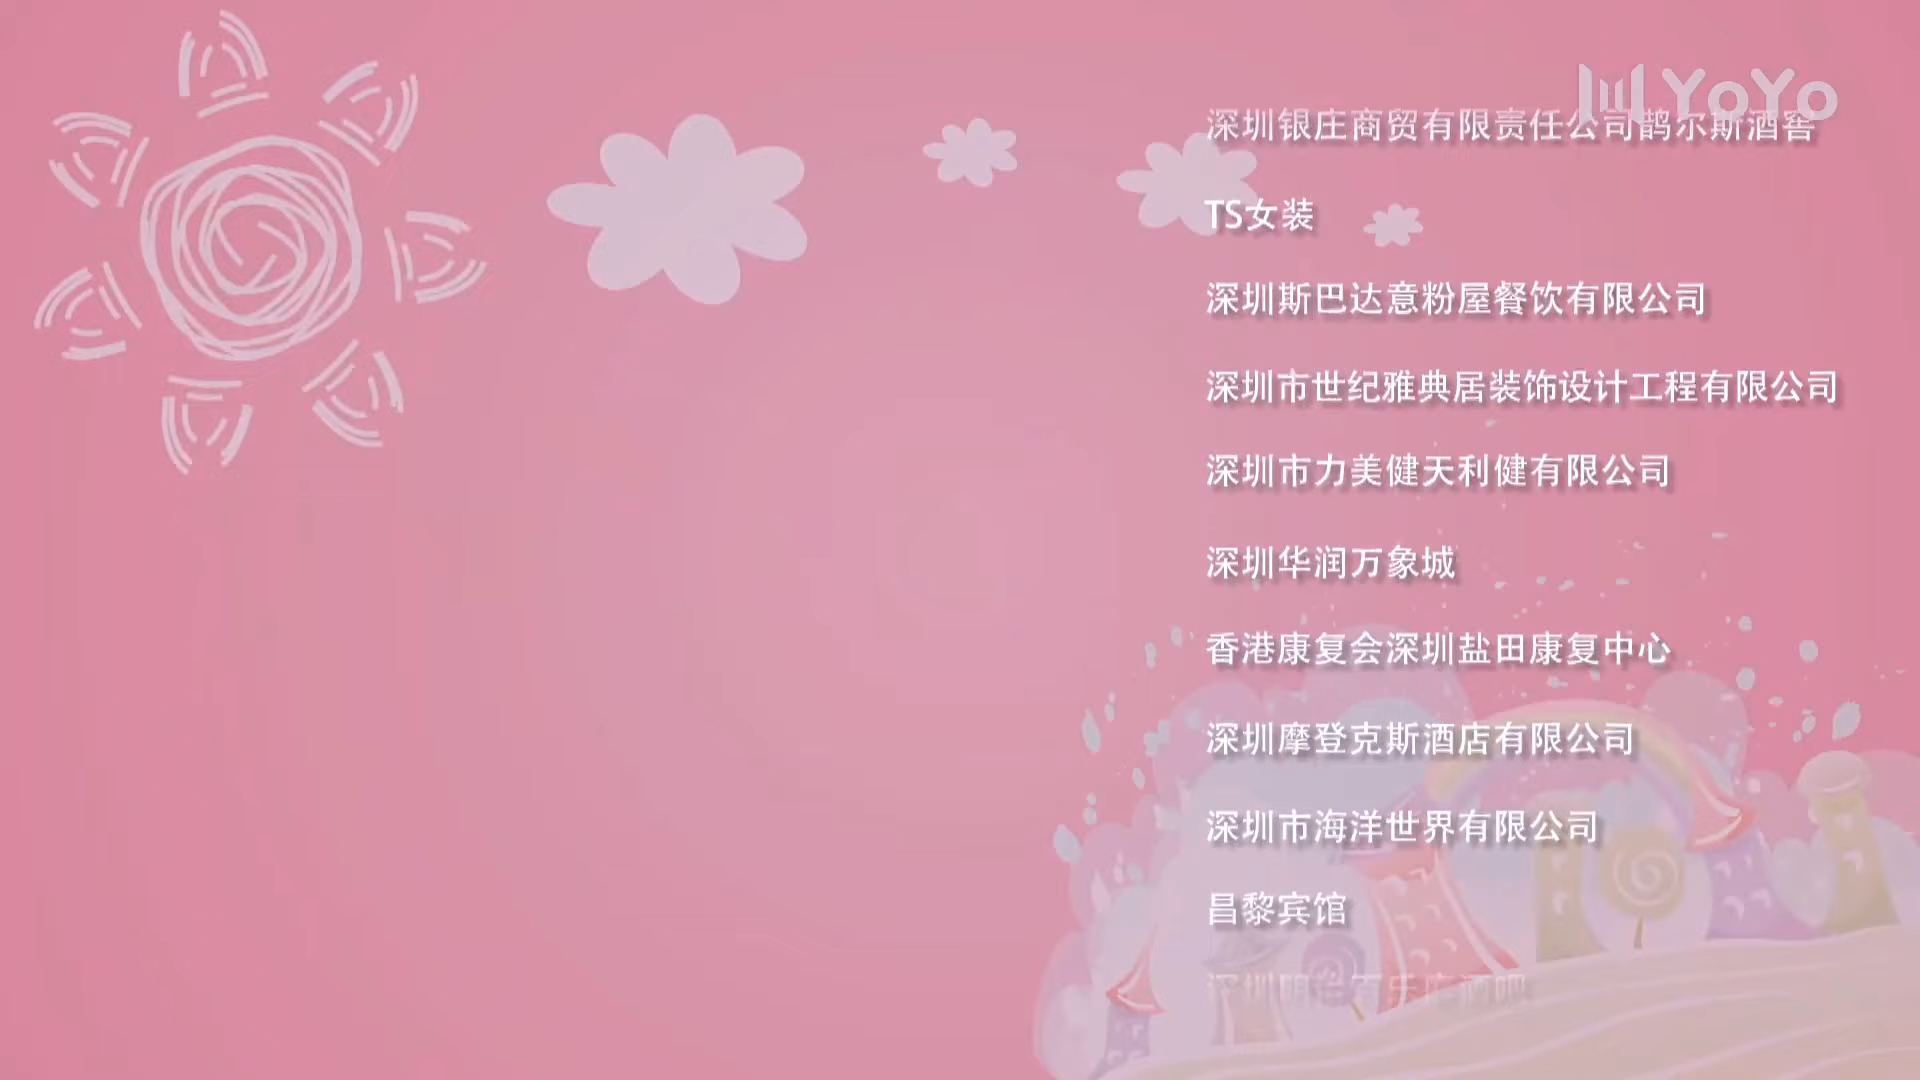 YoYo
深圳银庄商贸有限责任公司鹊尔斯酒窖
TS女装
深圳斯巴达意粉屋餐饮有限公司
深圳市世纪雅典居装饰设计工程有限公司
深圳市力美健天利健有限公司
深圳华润万象城
香港康复会深圳盐田康复中心
深圳摩登克斯酒店有限公司
深圳市海洋世界有限公司
昌黎宾馆